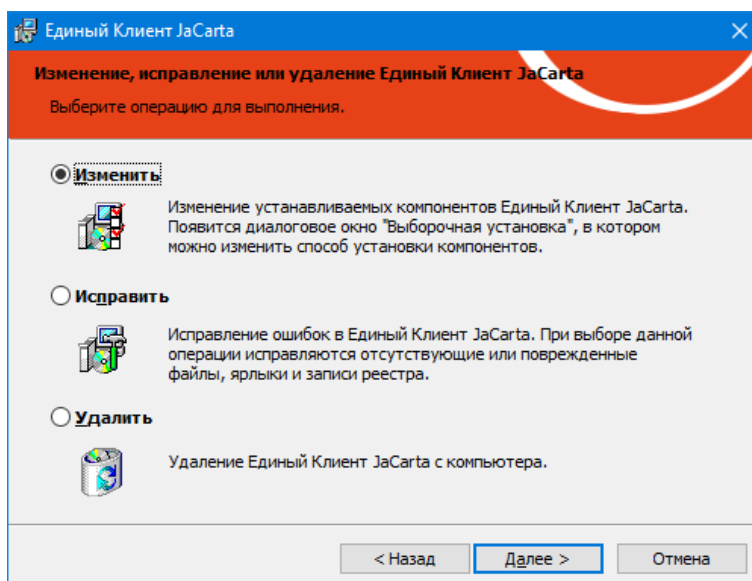 Единый Клиент JaCarta
Изменение, исправление или удаление Единый Клиент JaCarta
Выберите операцию для выполнения.
Изменить
Изменение устанавливаемых компонентов Единый Клиент JaCarta.
Появится диалоговое окно "Выборочная установка", в котором
можно изменить способ установки компонентов.
Исправить
Исправление ошибок в Единый Клиент JaCarta. При выборе данной
операции исправляются отсутствующие или поврежденные
файлы, ярлыки и записи реестра.
Удалить
Удаление Единый Клиент JaCarta с компьютера.
< Назад
Далее >
Отмена